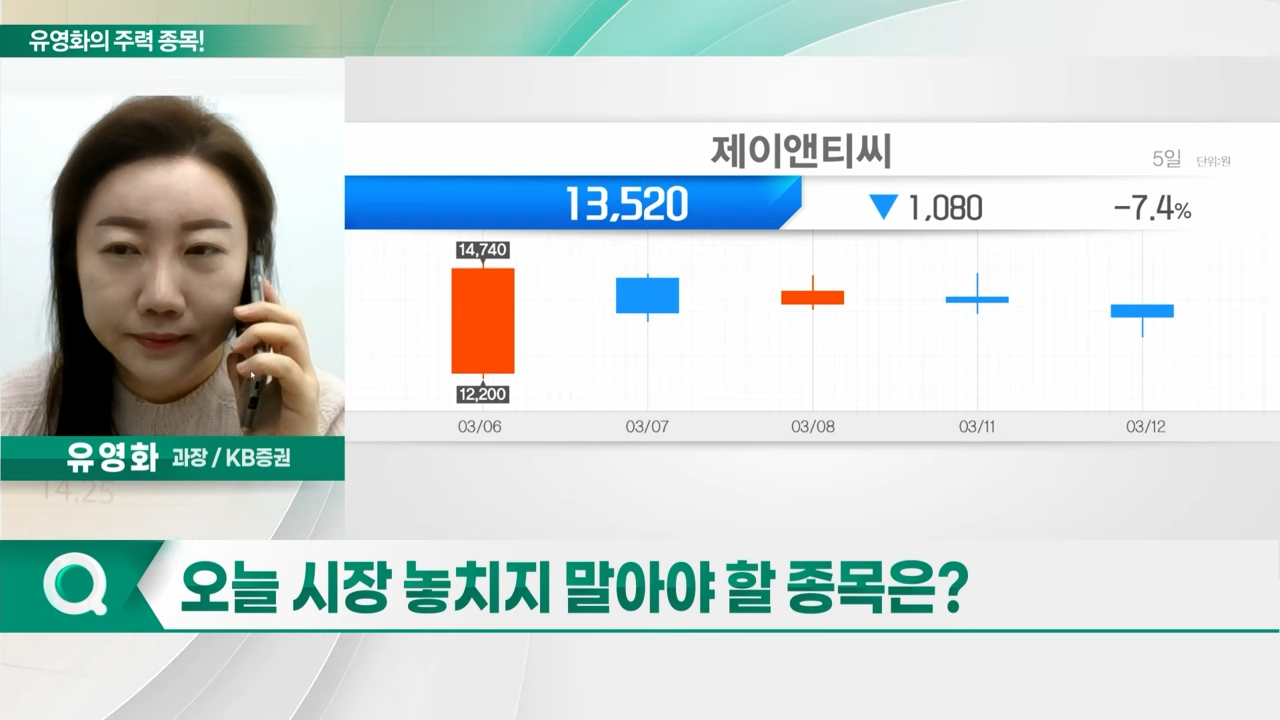 유영화의 주력 종목!
제이앤티씨
5일 단위:원
13,520 ▼ 1,080 -7.4%
14,740
12,200
03/06 03/07 03/08 03/11 03/12
유영화 과장 / KB증권
14.25
오늘 시장 놓치지 말아야 할 종목은?